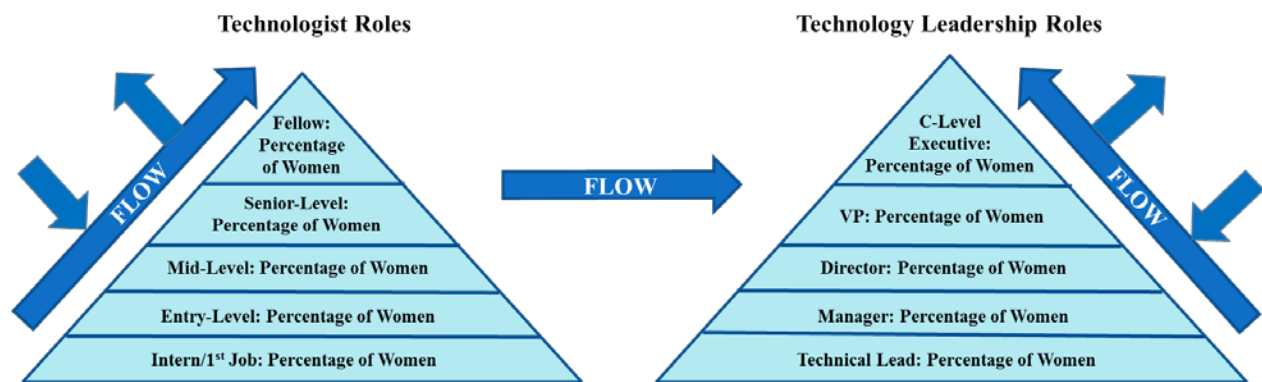 Technologist Roles
Technology Leadership Roles
FLOW
Fellow:
Percentage
of Women
Senior-Level:
Percentage of Women
Mid-Level: Percentage of Women
Entry-Level: Percentage of Women
Intern/1st Job: Percentage of Women
FLOW
C-Level
Executive:
Percentage of Women
VP: Percentage of Women
Director: Percentage of Women
Manager: Percentage of Women
Technical Lead: Percentage of Women
FLOW